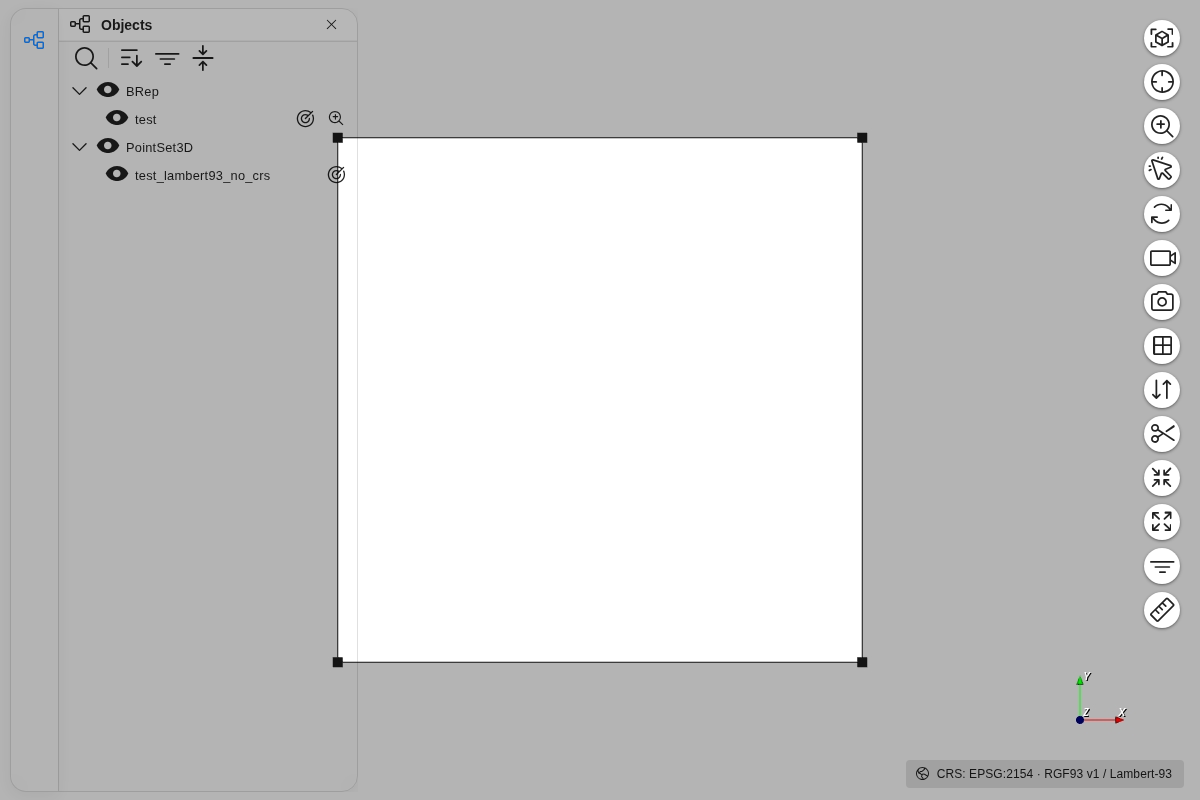 Objects
BRep
test
PointSet3D
test_lambert93_no_crs
Y
Z
X
CRS: EPSG:2154 · RGF93 v1 / Lambert-93